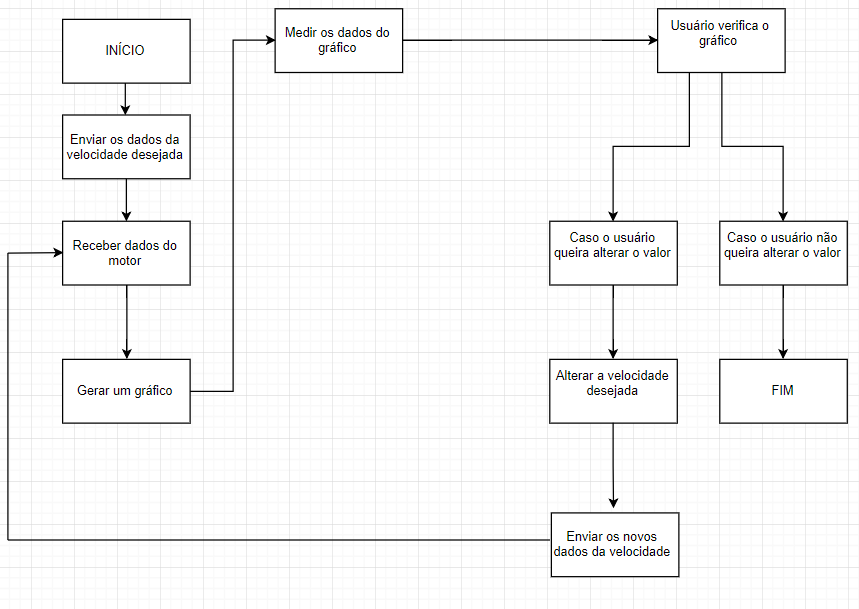 INÍCIO
Enviar os dados da
velocidade desejada
Receber dados do
motor
Gerar um gráfico
Medir os dados do
gráfico
Usuário verifica o
gráfico
Caso o usuário
queira alterar o valor
Alterar a velocidade
desejada
Enviar os novos
dados da velocidade
Caso o usuário não
queira alterar o valor
FIM